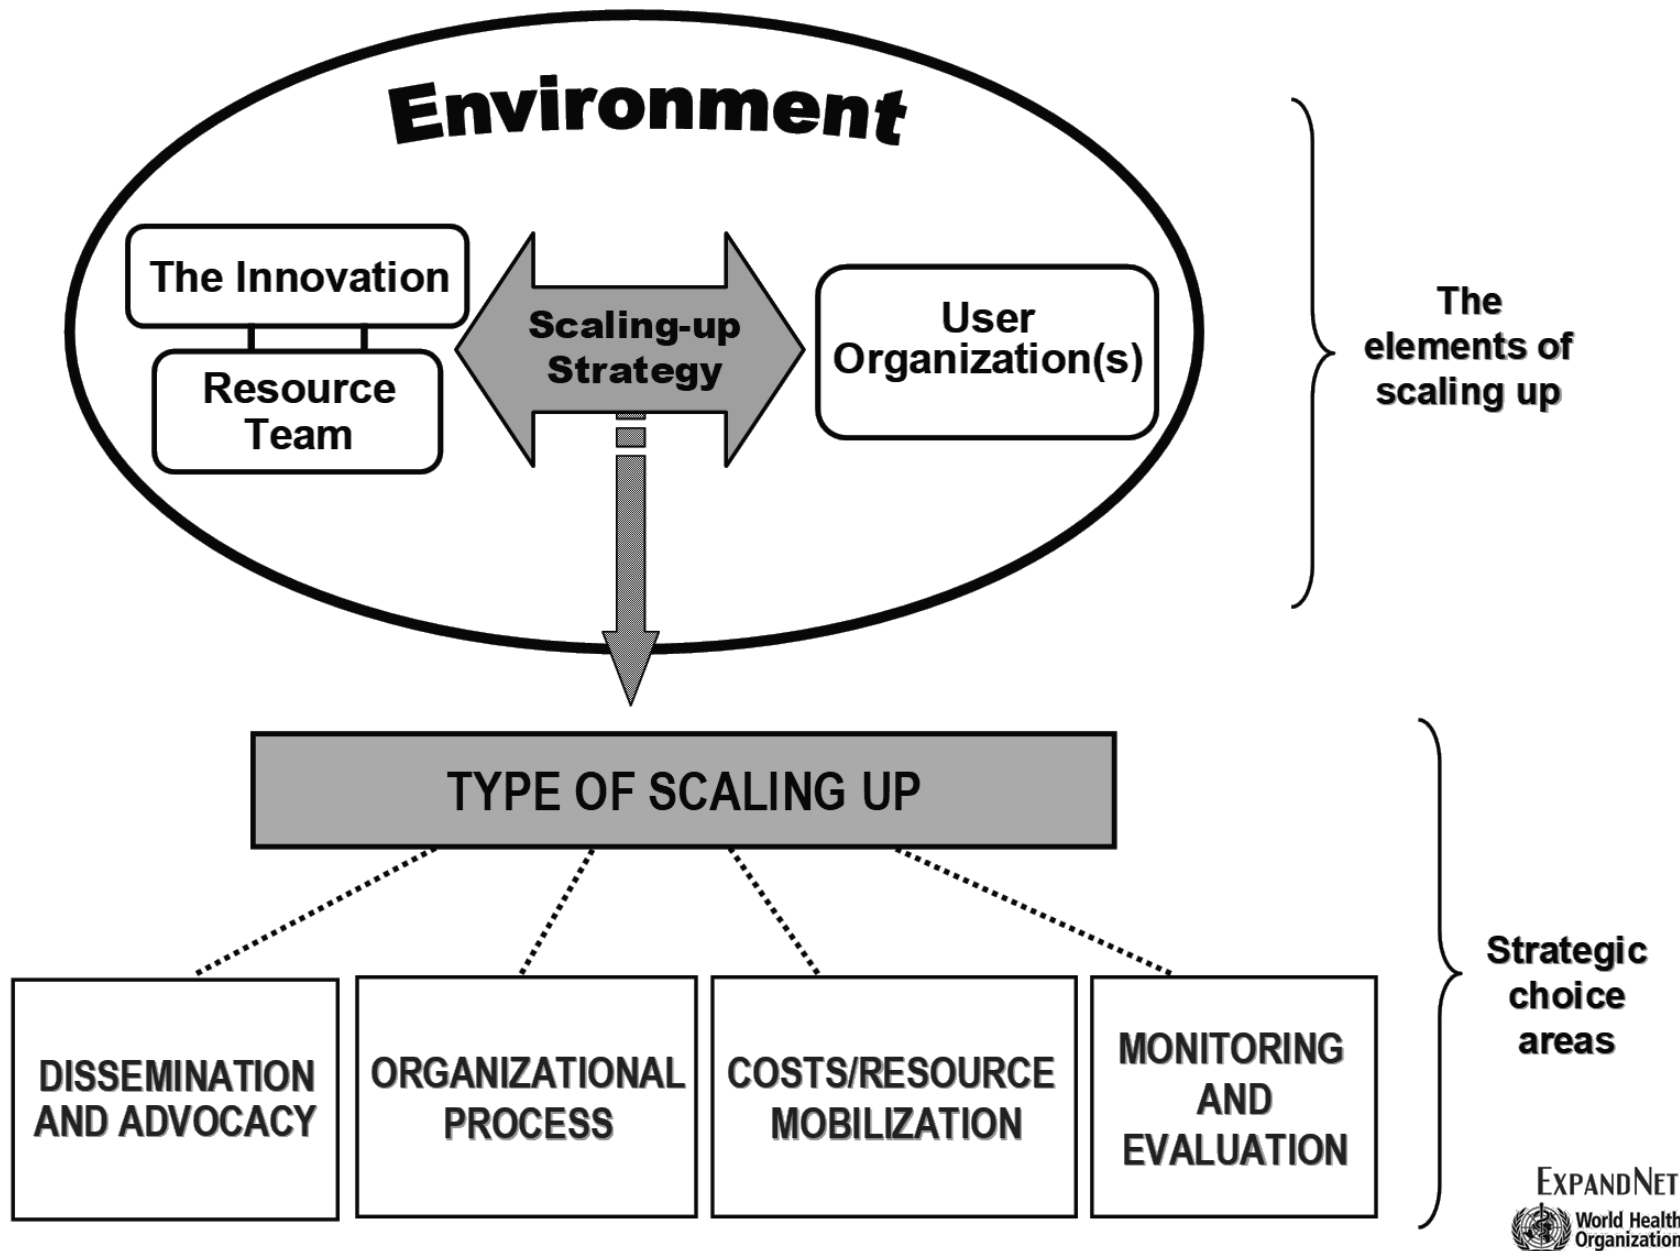 Environment
The Innovation
Resource
Team
Scaling-up
Strategy
User
Organization(s)
The
elements of
scaling up
TYPE OF SCALING UP
DISSEMINATION
AND ADVOCACY
ORGANIZATIONAL
PROCESS
COSTS/RESOURCE
MOBILIZATION
MONITORING
AND
EVALUATION
Strategic
choice
areas
EXPANDNET
World Health
Organization